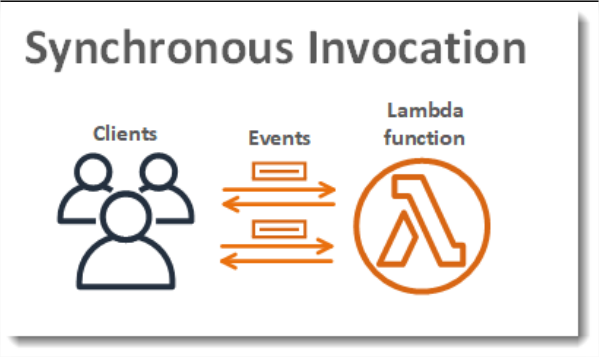 Synchronous Invocation
Clients
Events
Lambda
function